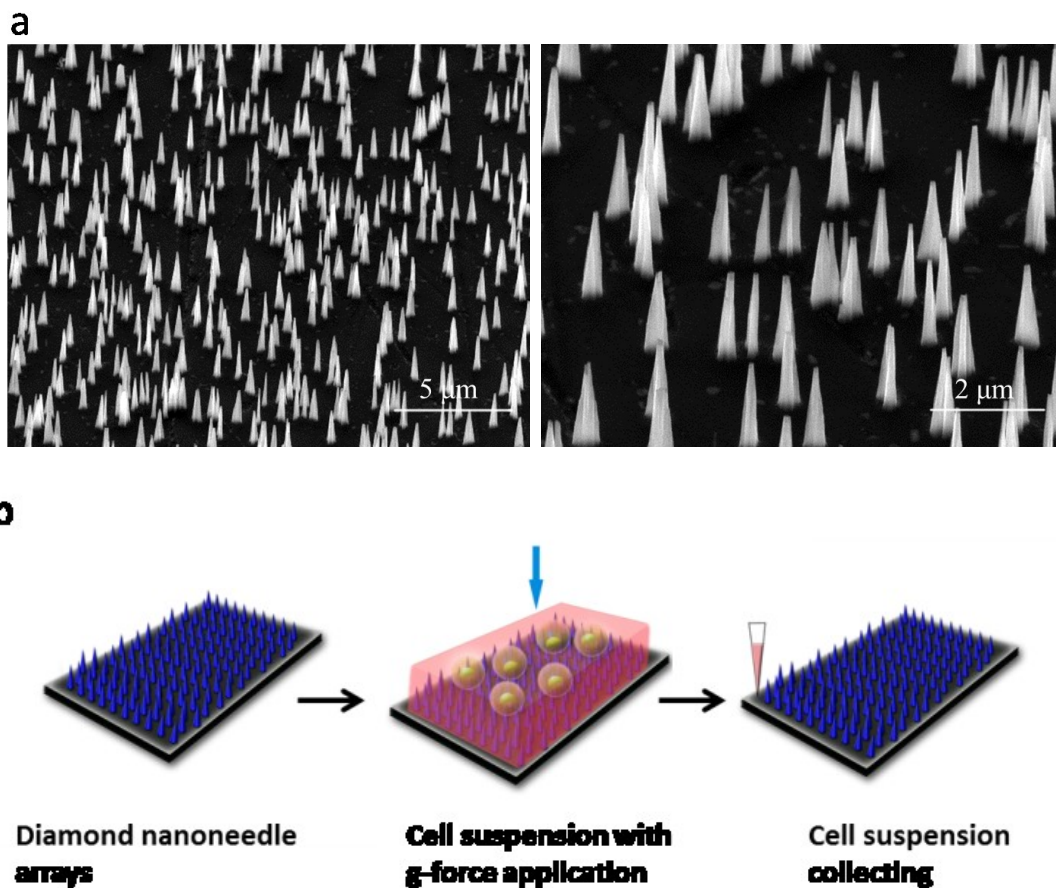 a
5 μm
2 μm
b
Diamond nanoneedle
arrays
Cell suspension with
g-force application
Cell suspension
collecting